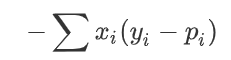 − ∑ xᵢ(yᵢ − pᵢ)